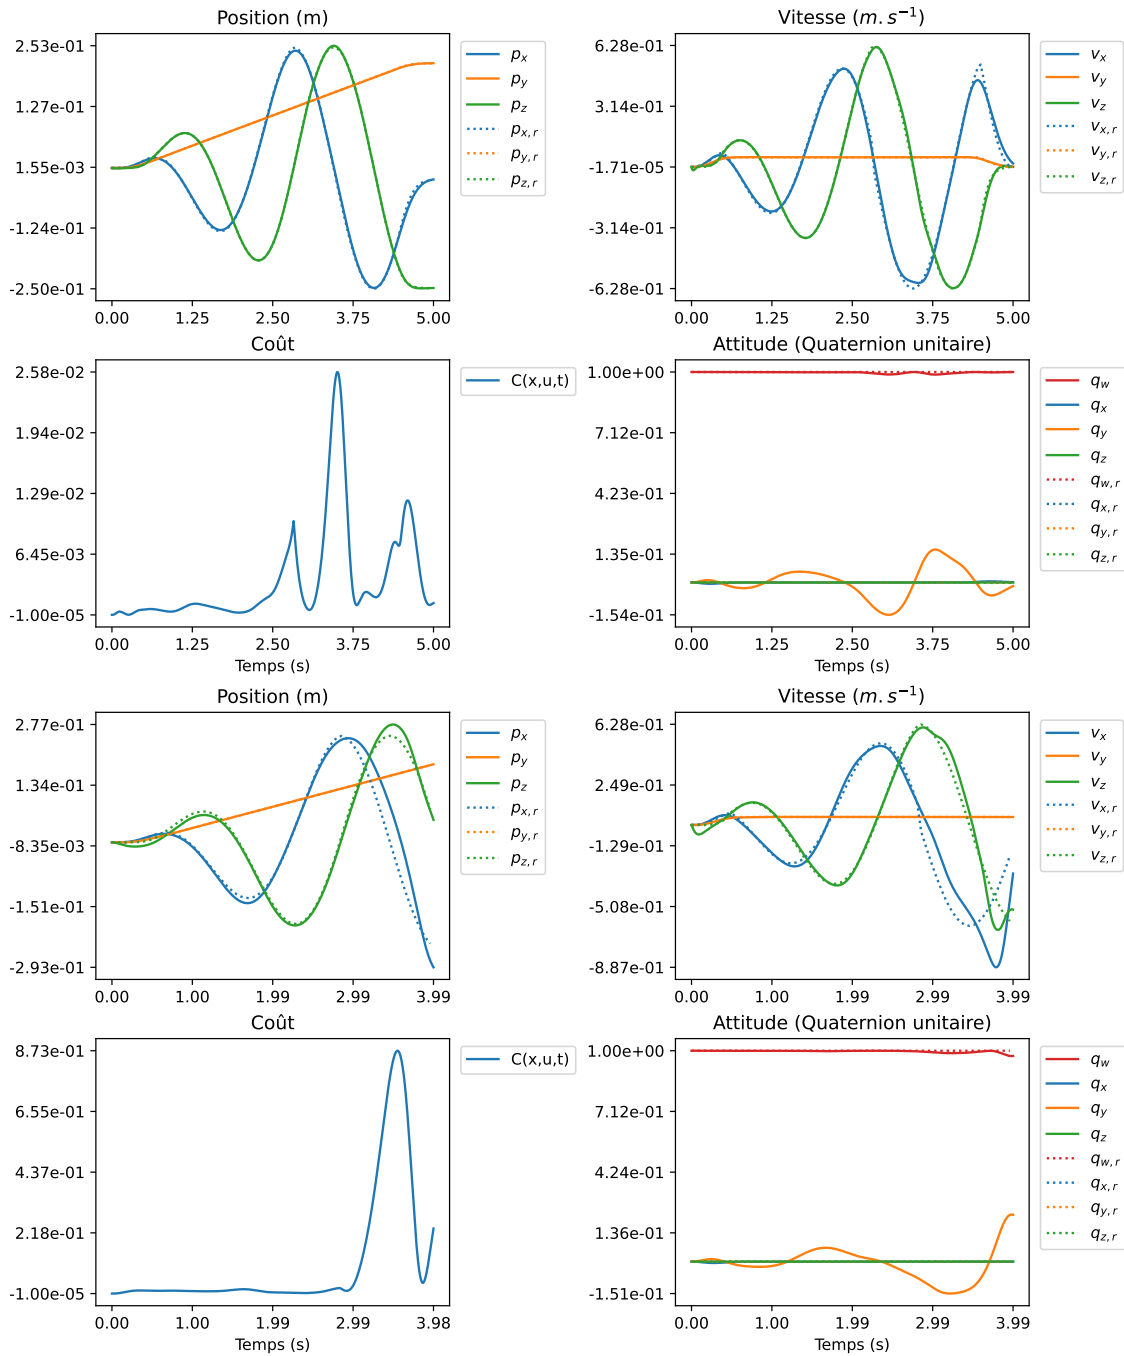 Position (m)
2.53e-01
1.27e-01
1.55e-03
-1.24e-01
-2.50e-01
0.00 1.25 2.50 3.75 5.00
p_x
p_y
p_z
p_{x,r}
p_{y,r}
p_{z,r}
Vitesse (m.s^{-1})
6.28e-01
3.14e-01
-1.71e-05
-3.14e-01
-6.28e-01
0.00 1.25 2.50 3.75 5.00
v_x
v_y
v_z
v_{x,r}
v_{y,r}
v_{z,r}
Coût
2.58e-02
1.94e-02
1.29e-02
6.45e-03
-1.00e-05
0.00 1.25 2.50 3.75 5.00
Temps (s)
C(x,u,t)
Attitude (Quaternion unitaire)
1.00e+00
7.12e-01
4.23e-01
1.35e-01
-1.54e-01
0.00 1.25 2.50 3.75 5.00
Temps (s)
q_w
q_x
q_y
q_z
q_{w,r}
q_{x,r}
q_{y,r}
q_{z,r}
Position (m)
2.77e-01
1.34e-01
-8.35e-03
-1.51e-01
-2.93e-01
0.00 1.00 1.99 2.99 3.99
p_x
p_y
p_z
p_{x,r}
p_{y,r}
p_{z,r}
Vitesse (m.s^{-1})
6.28e-01
2.49e-01
-1.29e-01
-5.08e-01
-8.87e-01
0.00 1.00 1.99 2.99 3.99
v_x
v_y
v_z
v_{x,r}
v_{y,r}
v_{z,r}
Coût
8.73e-01
6.55e-01
4.37e-01
2.18e-01
-1.00e-05
0.00 1.00 1.99 2.99 3.98
Temps (s)
C(x,u,t)
Attitude (Quaternion unitaire)
1.00e+00
7.12e-01
4.24e-01
1.36e-01
-1.51e-01
0.00 1.00 1.99 2.99 3.99
Temps (s)
q_w
q_x
q_y
q_z
q_{w,r}
q_{x,r}
q_{y,r}
q_{z,r}